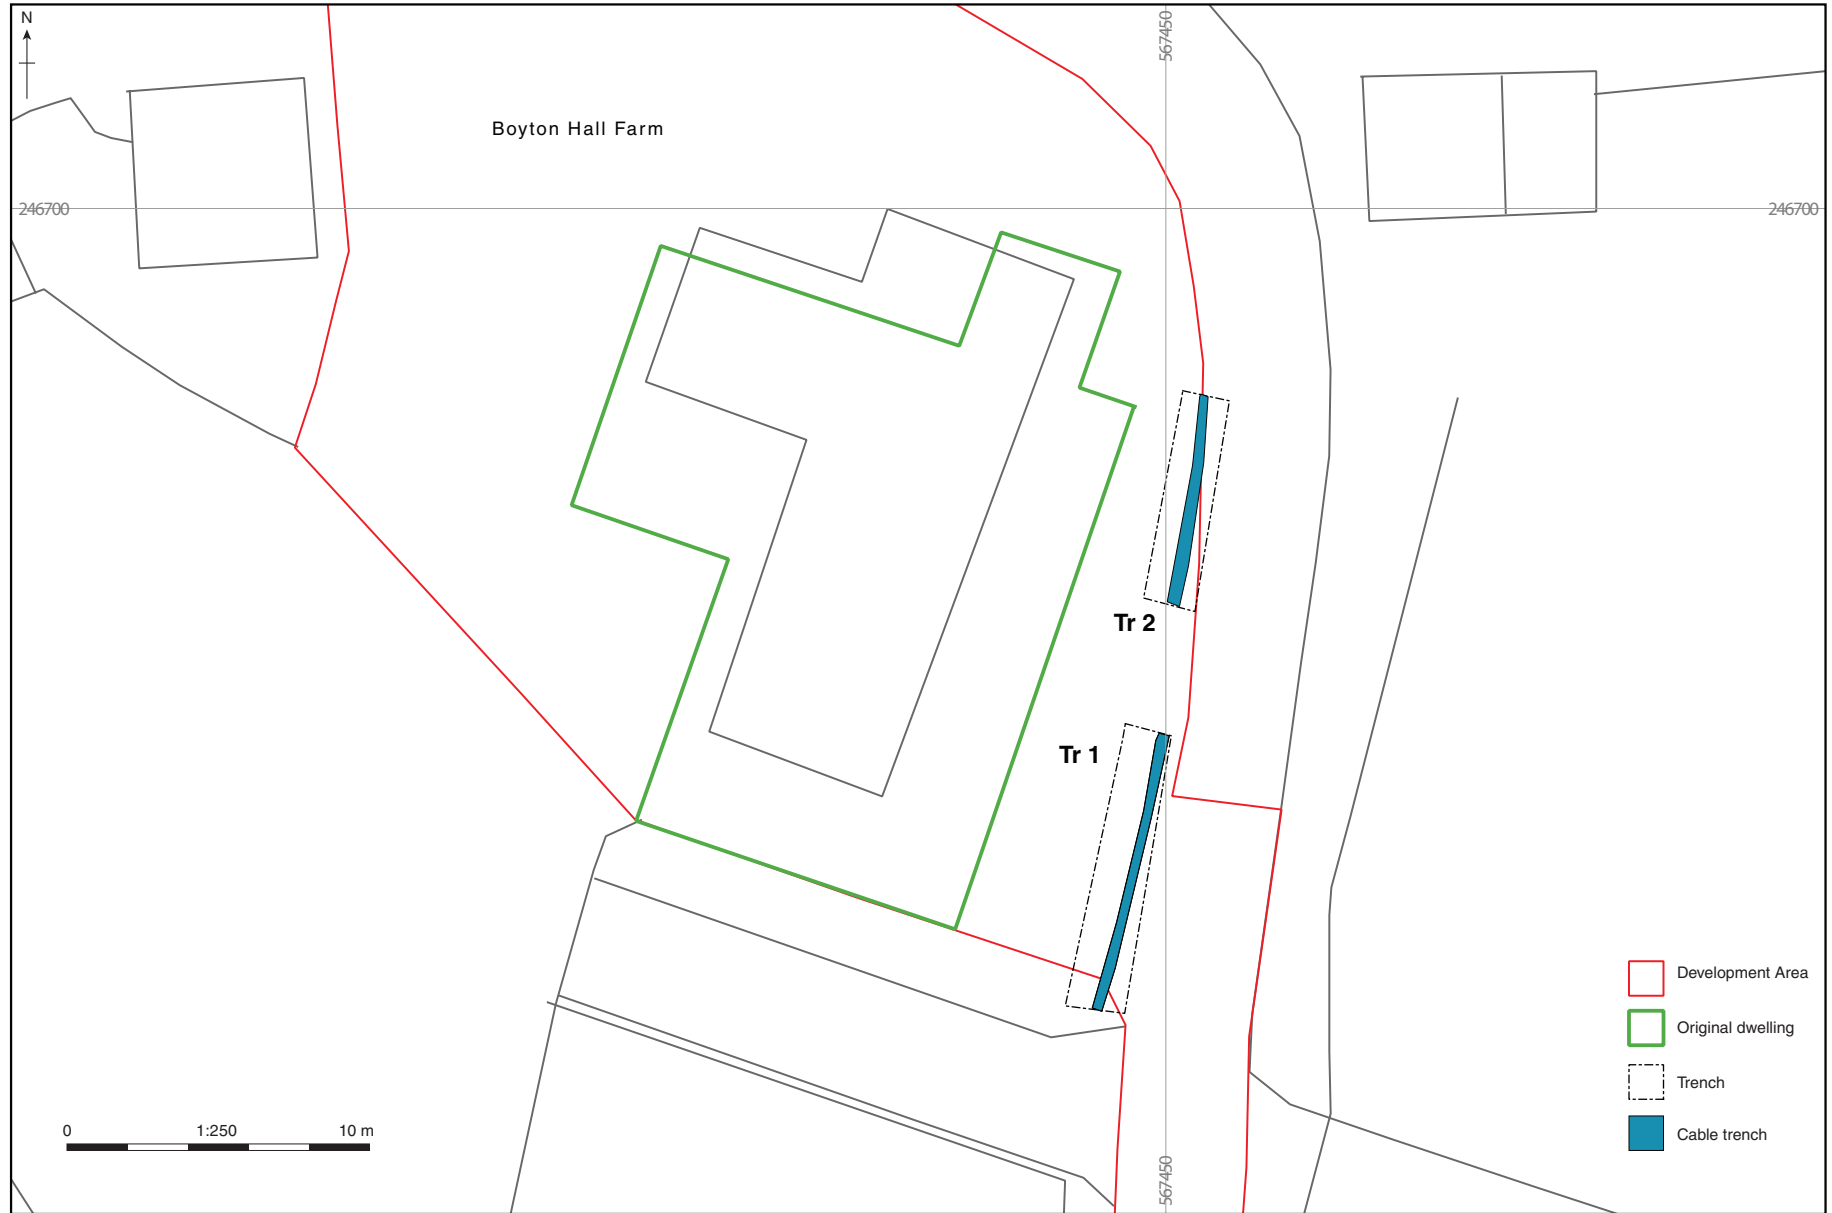 N
567450
Boyton Hall Farm
246700
246700
Tr 2
Tr 1
Development Area
Original dwelling
Trench
Cable trench
0 1:250 10 m
567450